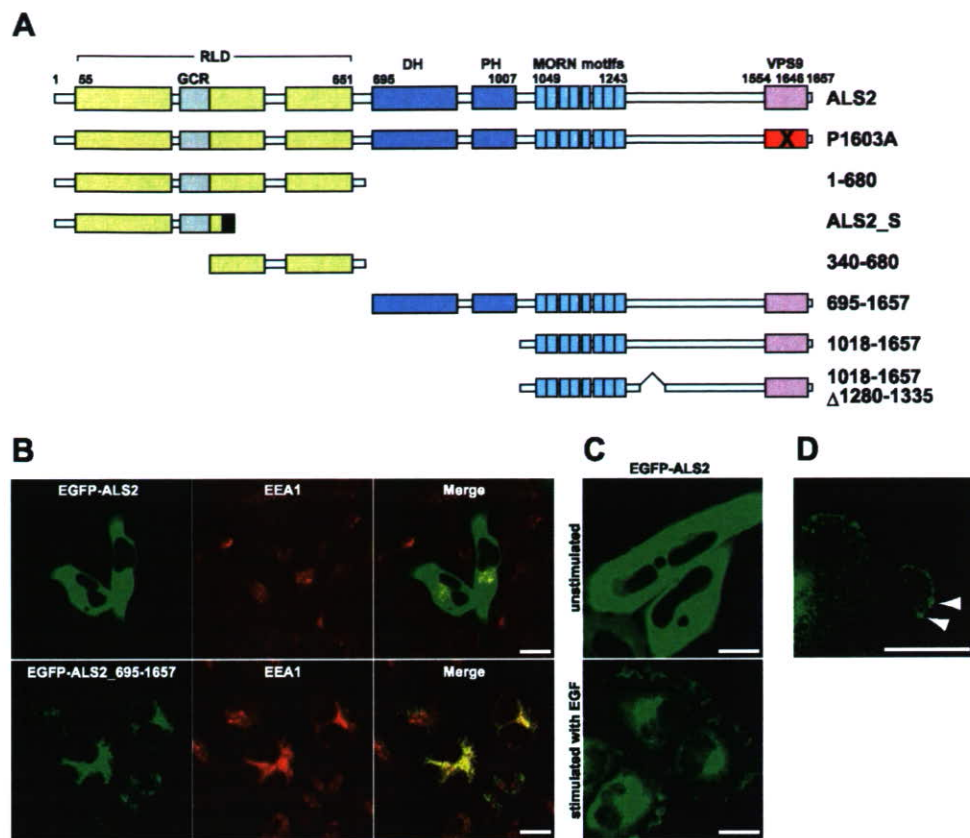 A
RLD
1 55 GCR 651 695 DH PH 1007 MORN motifs 1049 1243 VPS9 1554 1646 1657
ALS2
P1603A
X
1-680
ALS2_S
340-680
695-1657
1018-1657
1018-1657
Δ1280-1335
B
EGFP-ALS2 EEA1 Merge
EGFP-ALS2_695-1657 EEA1 Merge
C
EGFP-ALS2
unstimulated
stimulated with EGF
D